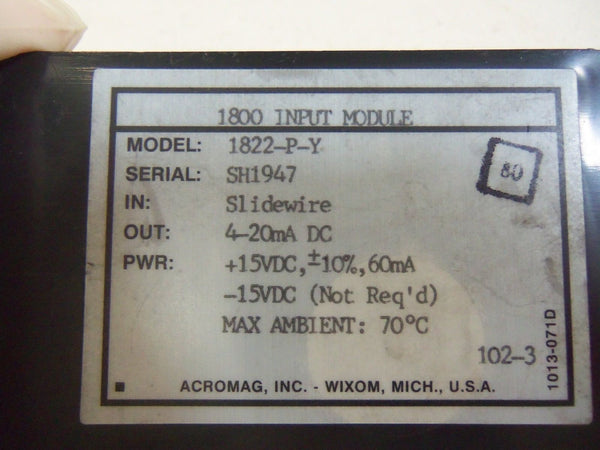 1800 INPUT MODULE
MODEL: 1822-P-Y
SERIAL: SH1947
80
IN: Slidewire
OUT: 4-20mA DC
PWR: +15VDC,±10%,60mA
-15VDC (Not Req'd)
MAX AMBIENT: 70°C
102-3
1013-071D
ACROMAG, INC. - WIXOM, MICH., U.S.A.